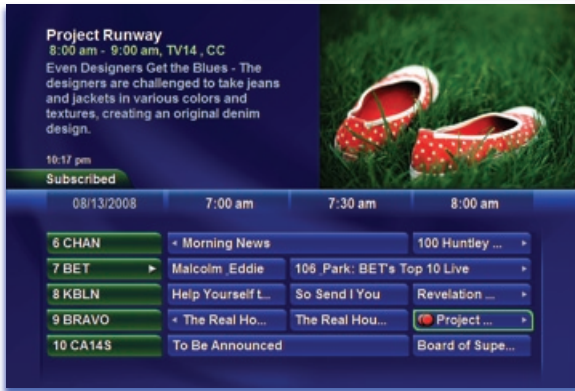 Project Runway
8:00 am - 9:00 am, TV14 , CC
Even Designers Get the Blues - The
designers are challenged to take jeans
and jackets in various colors and
textures, creating an original denim
design.
10:17 pm
Subscribed
08/13/2008 7:00 am 7:30 am 8:00 am
6 CHAN Morning News 100 Huntley ...
7 BET Malcolm ,Eddie 106 ,Park: BET's Top 10 Live
8 KBLN Help Yourself t... So Send I You Revelation ...
9 BRAVO The Real Ho... The Real Hou... Project ...
10 CA14S To Be Announced Board of Supe...